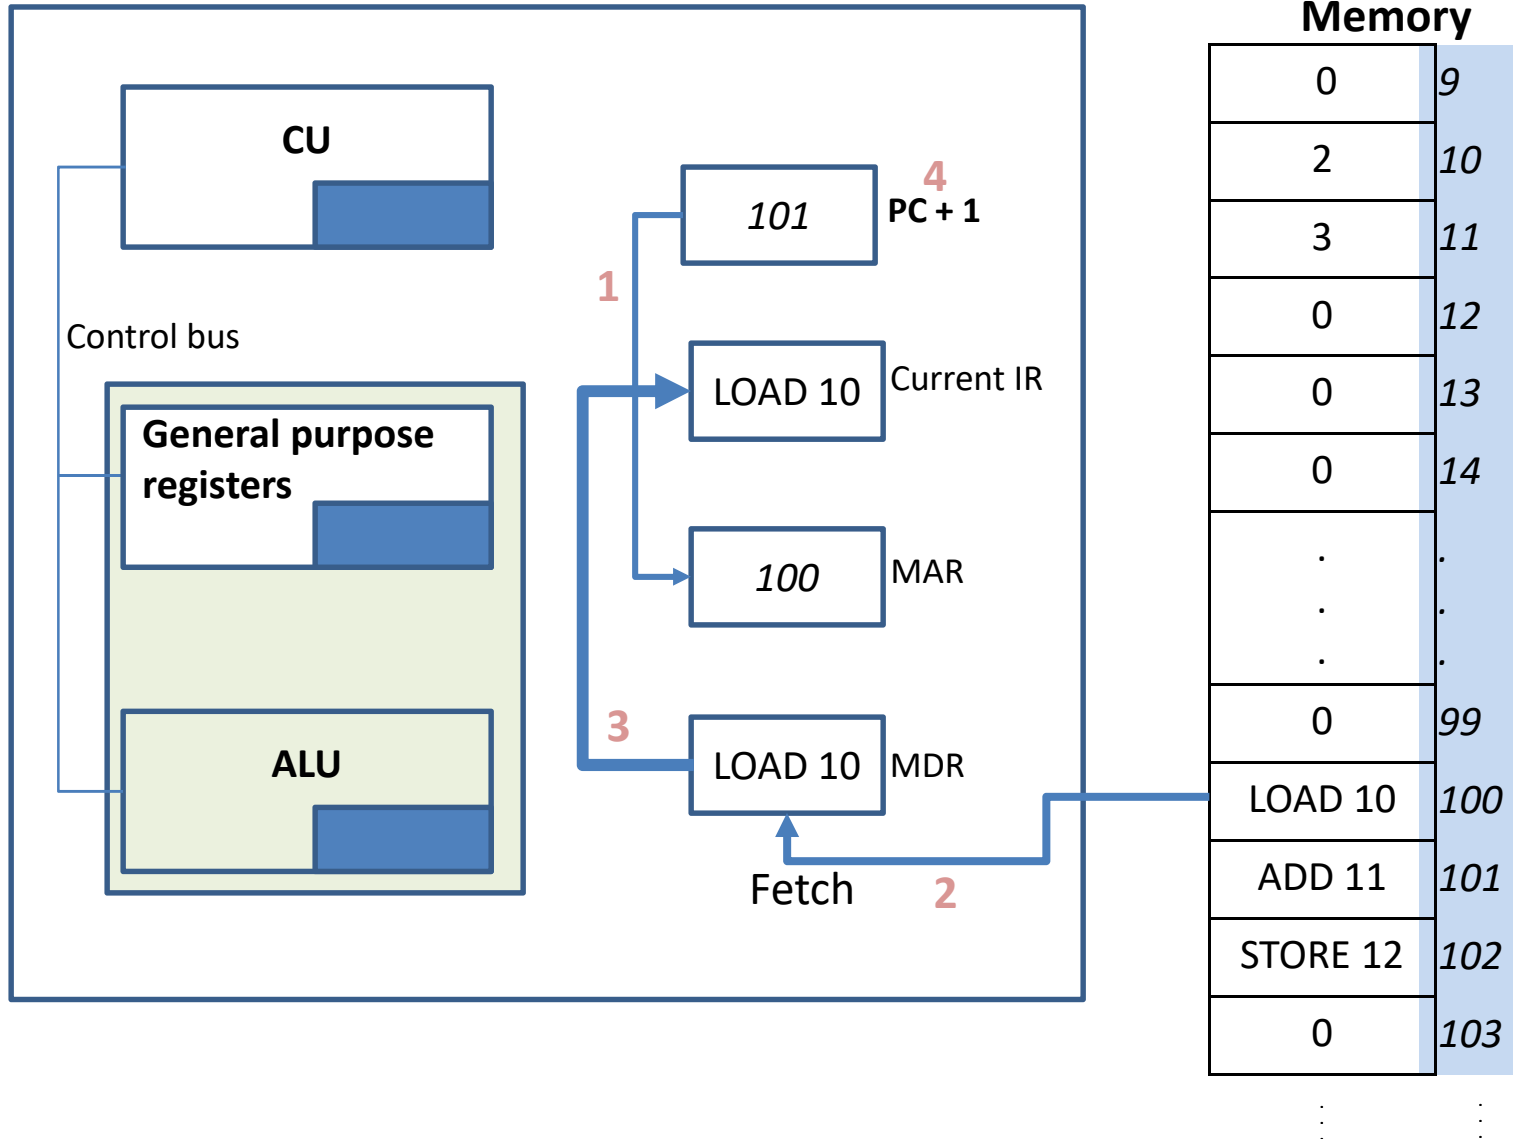 Memory
CU
Control bus
General purpose
registers
ALU
4
101
PC + 1
1
LOAD 10
Current IR
100
MAR
3
LOAD 10
MDR
Fetch
2
0 9
2 10
3 11
0 12
0 13
0 14
. .
. .
. .
0 99
LOAD 10 100
ADD 11 101
STORE 12 102
0 103
. .
. .
. .